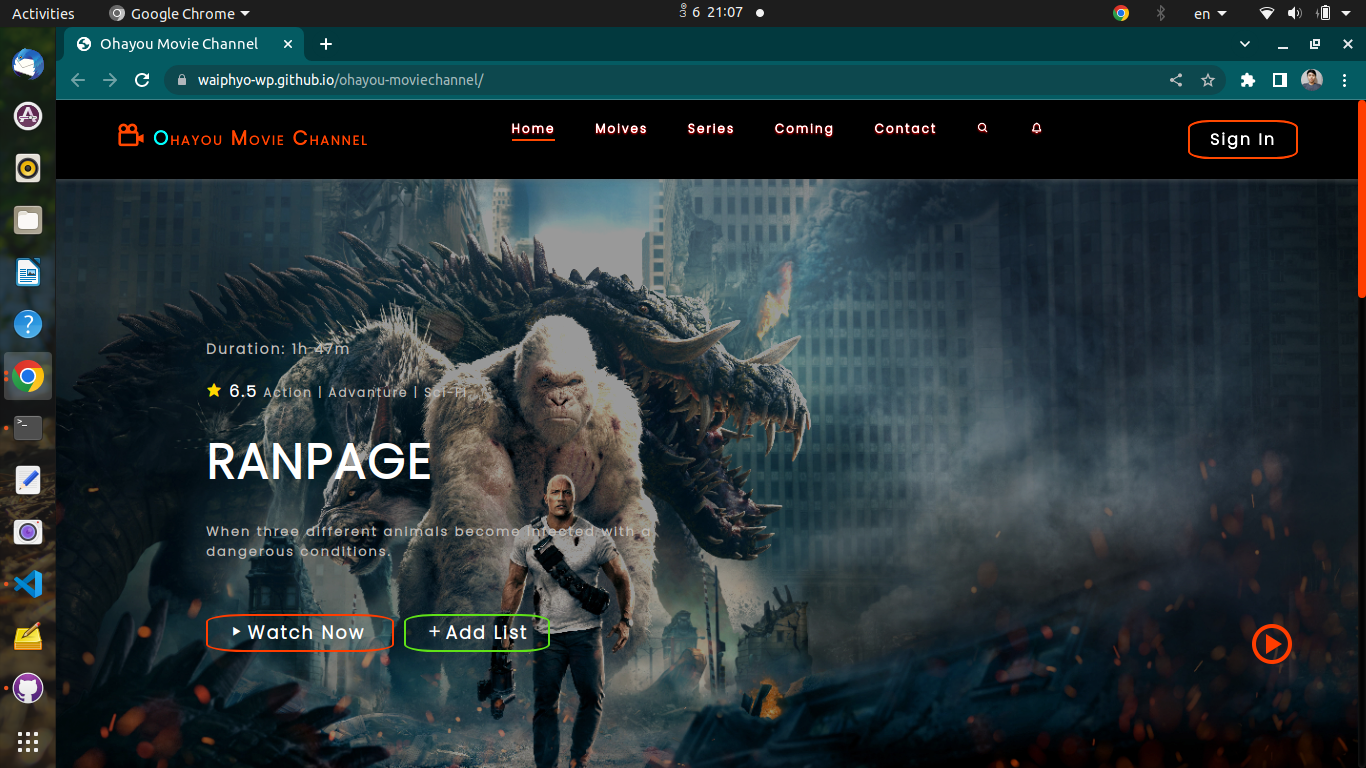 Activities
Google Chrome
6 21:07
en
Ohayou Movie Channel
waiphyo-wp.github.io/ohayou-moviechannel/
Ohayou Movie Channel
Home
Moives
Series
Coming
Contact
Sign In
Duration: 1h 47m
6.5 Action | Advanture | Sci-Fi
RANPAGE
When three different animals become infected with a
dangerous conditions.
Watch Now
+ Add List